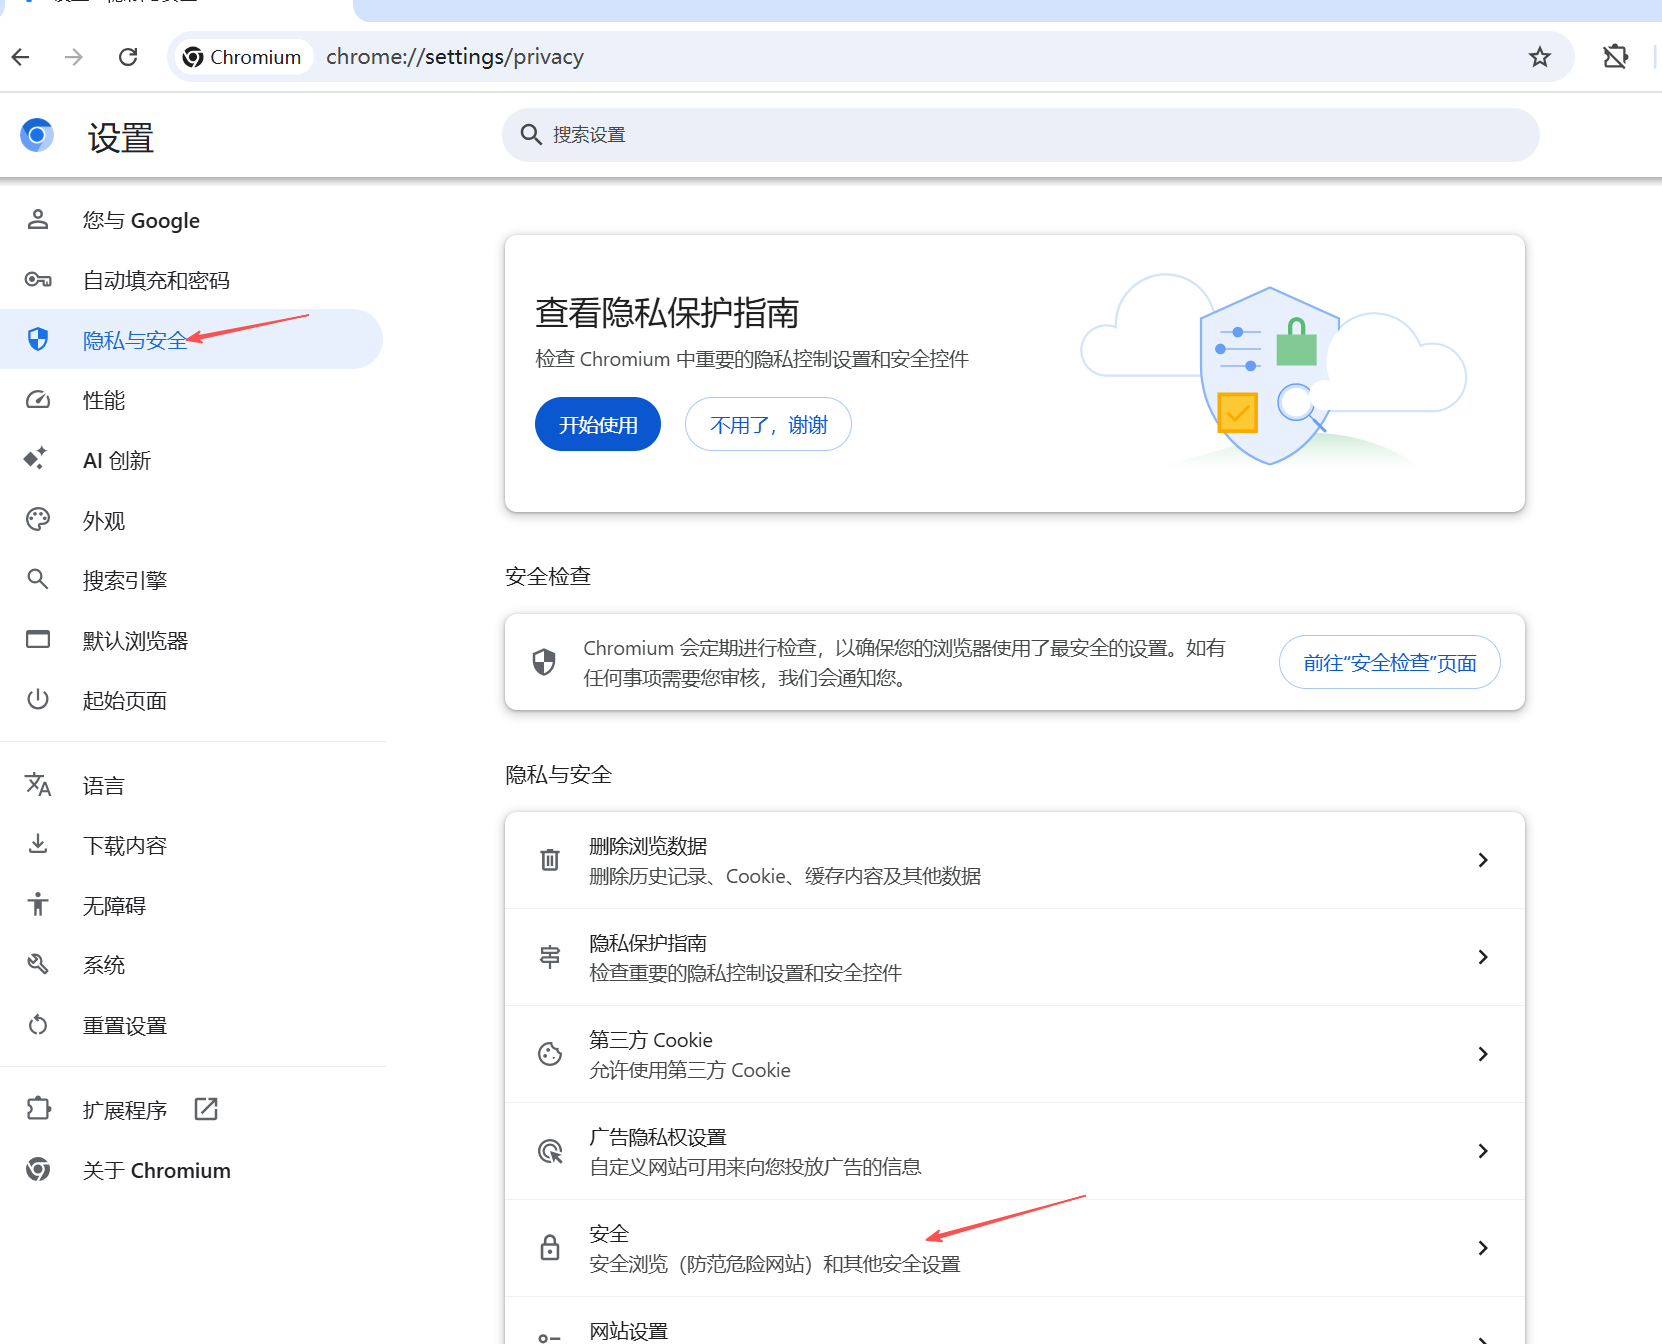 Chromium
chrome://settings/privacy
设置
搜索设置
您与 Google
自动填充和密码
隐私与安全
性能
AI 创新
外观
搜索引擎
默认浏览器
起始页面
语言
下载内容
无障碍
系统
重置设置
扩展程序
关于 Chromium
查看隐私保护指南
检查 Chromium 中重要的隐私控制设置和安全控件
开始使用
不用了，谢谢
安全检查
Chromium 会定期进行检查，以确保您的浏览器使用了最安全的设置。如有
任何事项需要您审核，我们会通知您。
前往“安全检查”页面
隐私与安全
删除浏览数据
删除历史记录、Cookie、缓存内容及其他数据
隐私保护指南
检查重要的隐私控制设置和安全控件
第三方 Cookie
允许使用第三方 Cookie
广告隐私权设置
自定义网站可用来向您投放广告的信息
安全
安全浏览（防范危险网站）和其他安全设置
网站设置